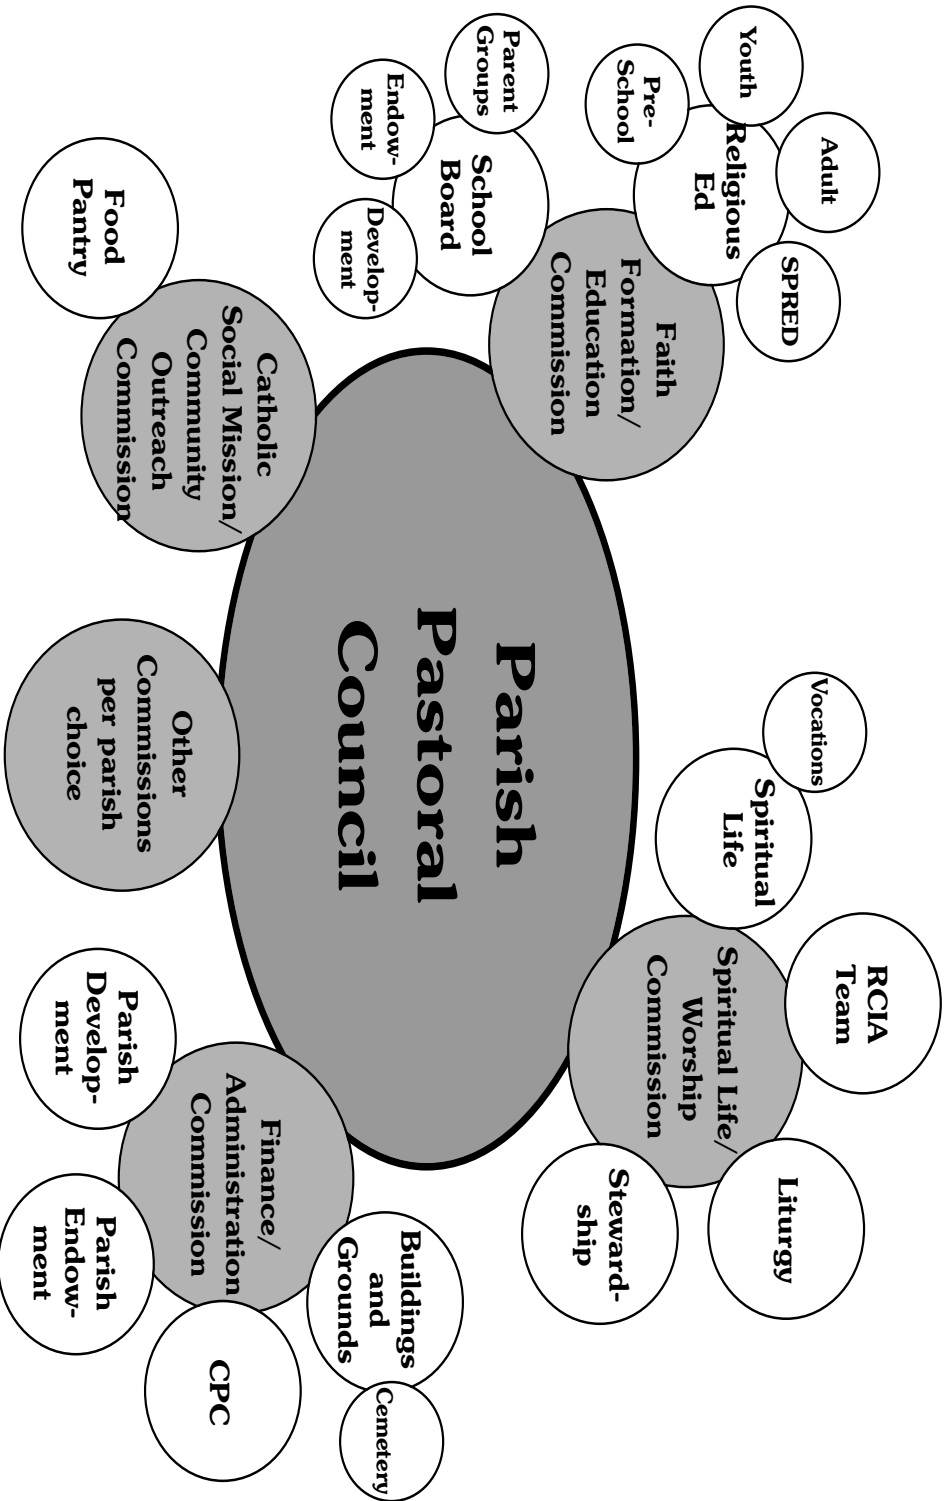 Youth
Adult
SPRED
Pre-
School
Religious
Ed
Parent
Groups
Endow-
ment
Develop-
ment
School
Board
Faith
Formation/
Education
Commission
Vocations
Spiritual
Life
RCIA
Team
Liturgy
Steward-
ship
Spiritual Life/
Worship
Commission
Parish
Pastoral
Council
Food
Pantry
Catholic
Social Mission/
Community
Outreach
Commission
Other
Commissions
per parish
choice
Parish
Develop-
ment
Finance/
Administration
Commission
Parish
Endow-
ment
CPC
Buildings
and
Grounds
Cemetery